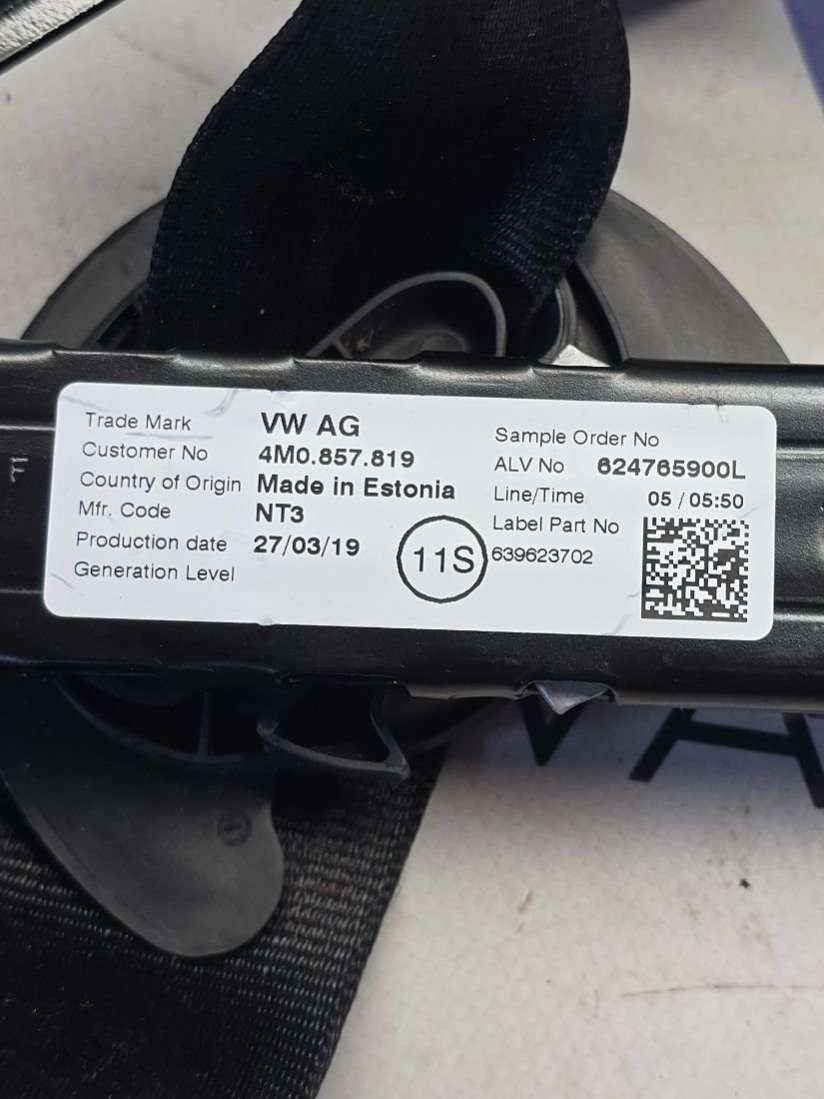 Trade Mark VW AG
Customer No 4M0.857.819
Country of Origin Made in Estonia
Mfr. Code NT3
Production date 27/03/19
Generation Level
11S
Sample Order No
ALV No 624765900L
Line/Time 05 / 05:50
Label Part No
639623702
VA